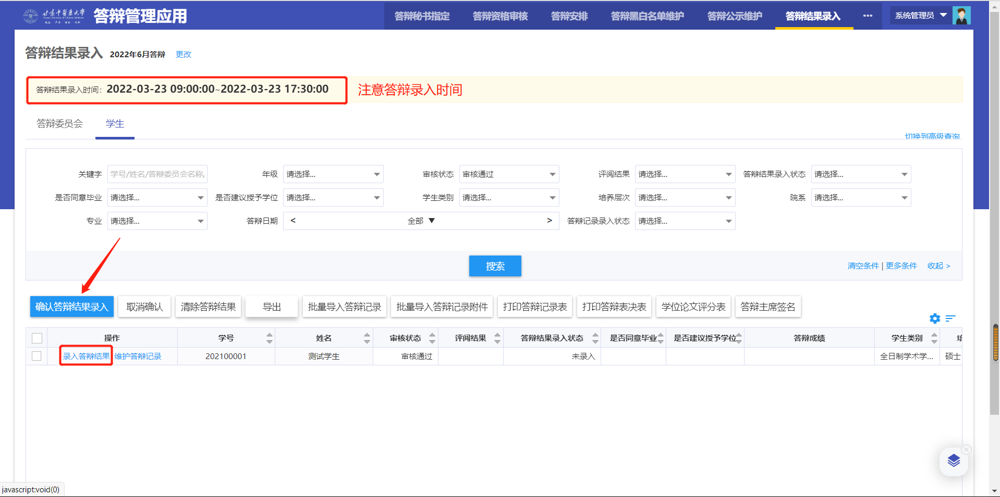 甘肃中医药大学
答辩管理应用
答辩秘书指定 答辩资格审核 答辩安排 答辩黑白名单维护 答辩公示维护 答辩结果录入 ··· 系统管理员
答辩结果录入 2022年6月答辩 更改
答辩结果录入时间：2022-03-23 09:00:00~2022-03-23 17:30:00 注意答辩录入时间
答辩委员会 学生
切换到高级查询
关键字 学号/姓名/答辩委员会名称, 年级 请选择... 审核状态 审核通过 评阅结果 请选择... 答辩结果录入状态 请选择...
是否同意毕业 请选择... 是否建议授予学位 请选择... 学生类别 请选择... 培养层次 请选择... 院系 请选择...
专业 请选择... 答辩日期 < 全部 ▼ > 答辩记录录入状态 请选择...
搜索 清空条件 | 更多条件 收起 >
确认答辩结果录入 取消确认 清除答辩结果 导出 批量导入答辩记录 批量导入答辩记录附件 打印答辩记录表 打印答辩表决表 学位论文评分表 答辩主席签名
操作 学号 姓名 审核状态 评阅结果 答辩结果录入状态 是否同意毕业 是否建议授予学位 答辩成绩 学生类别 培
录入答辩结果 维护答辩记录 202100001 测试学生 审核通过 未录入 全日制学术学... 硕士
javascript:void(0)